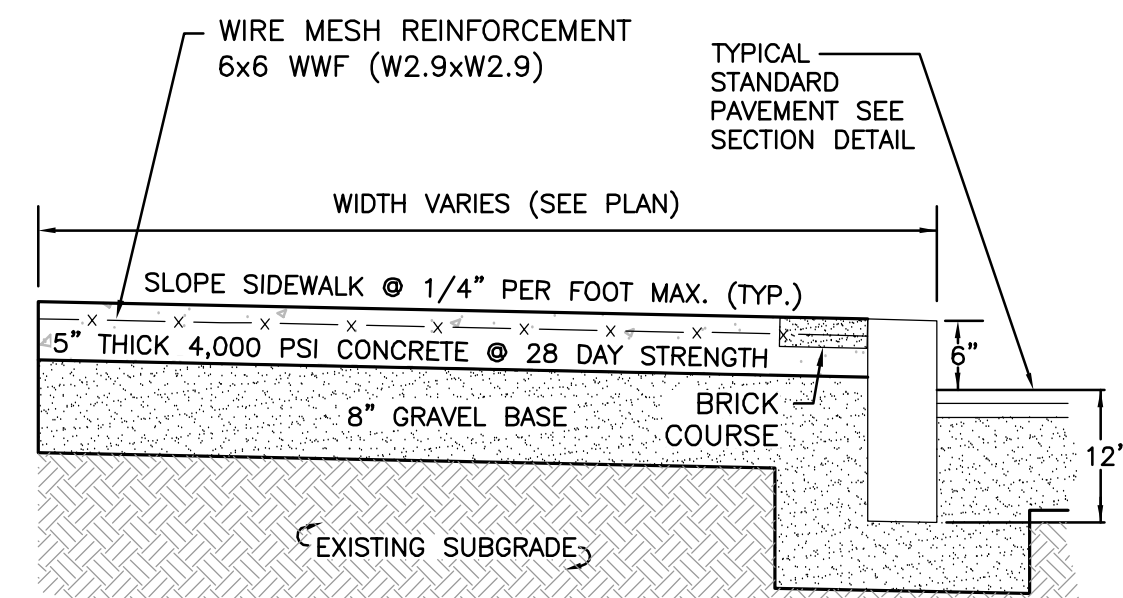 WIRE MESH REINFORCEMENT
6x6 WWF (W2.9xW2.9)
TYPICAL
STANDARD
PAVEMENT SEE
SECTION DETAIL
WIDTH VARIES (SEE PLAN)
SLOPE SIDEWALK @ 1/4" PER FOOT MAX. (TYP.)
5" THICK 4,000 PSI CONCRETE @ 28 DAY STRENGTH
6"
8" GRAVEL BASE
BRICK
COURSE
12'
EXISTING SUBGRADE